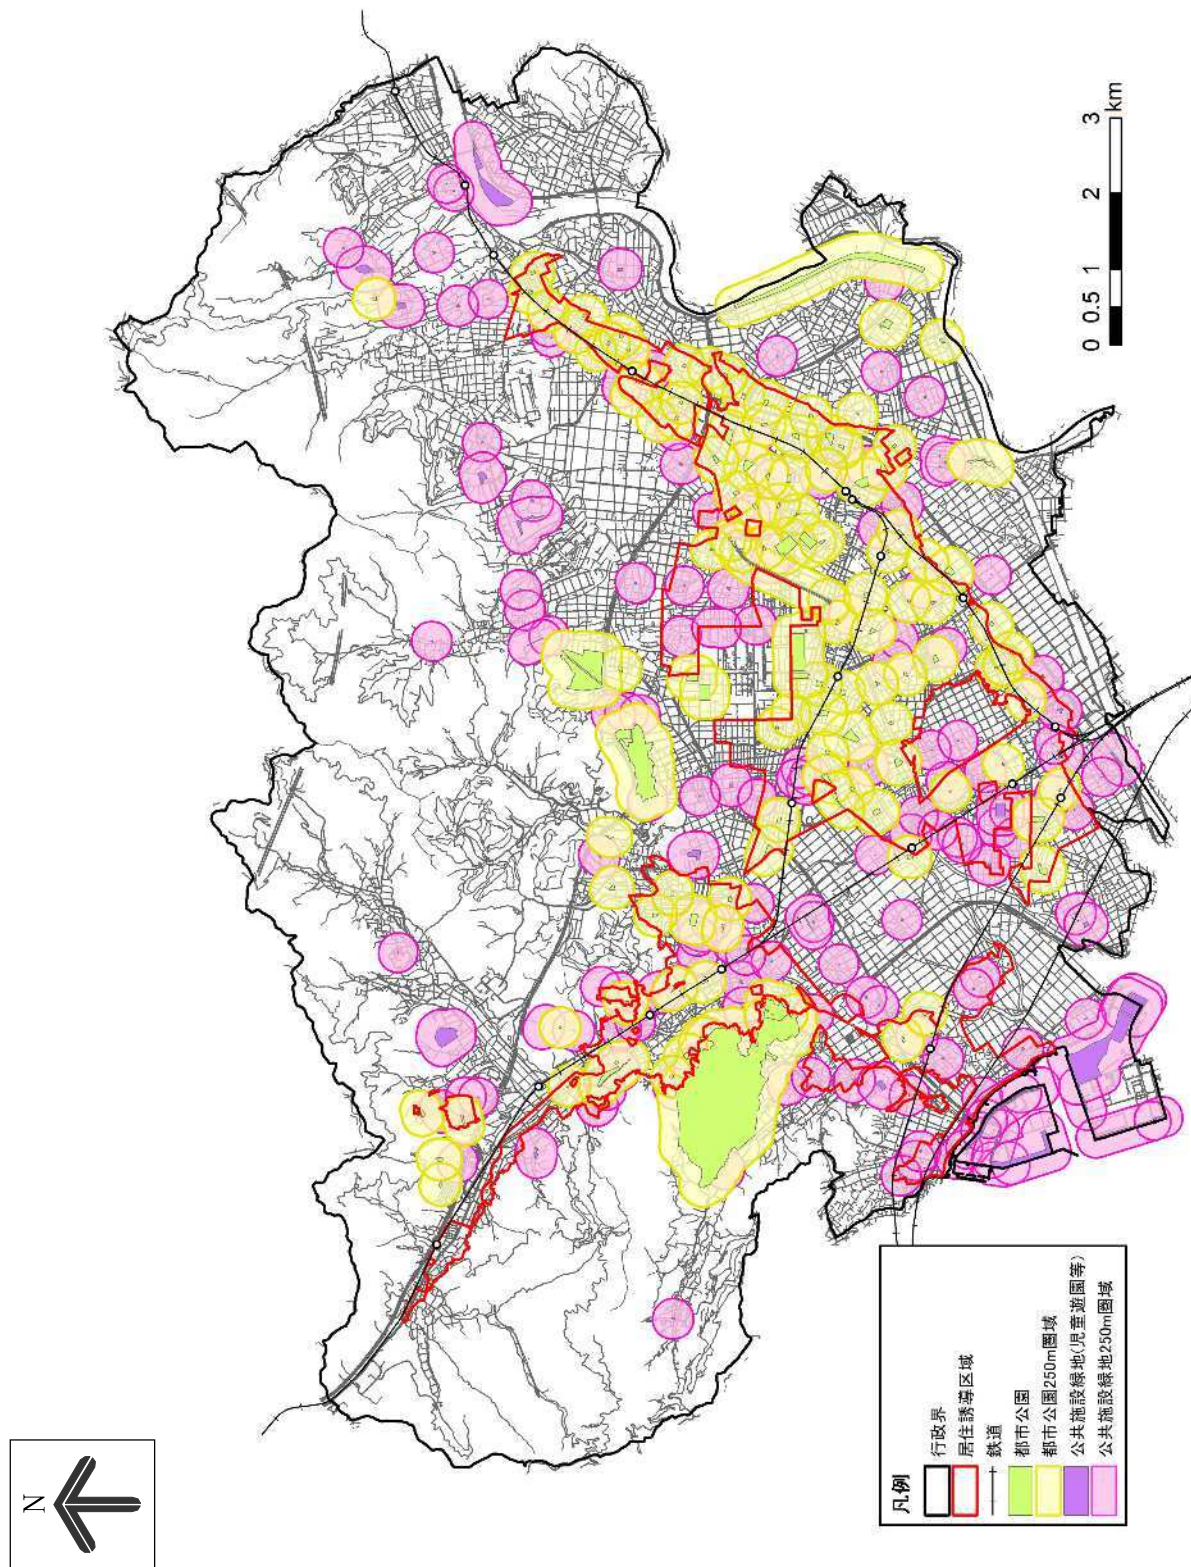 N
0 0.5 1 2 3
km
凡例
行政界
居住誘導区域
鉄道
都市公園
都市公園250m圏域
公共施設緑地(児童遊園等)
公共施設緑地250m圏域